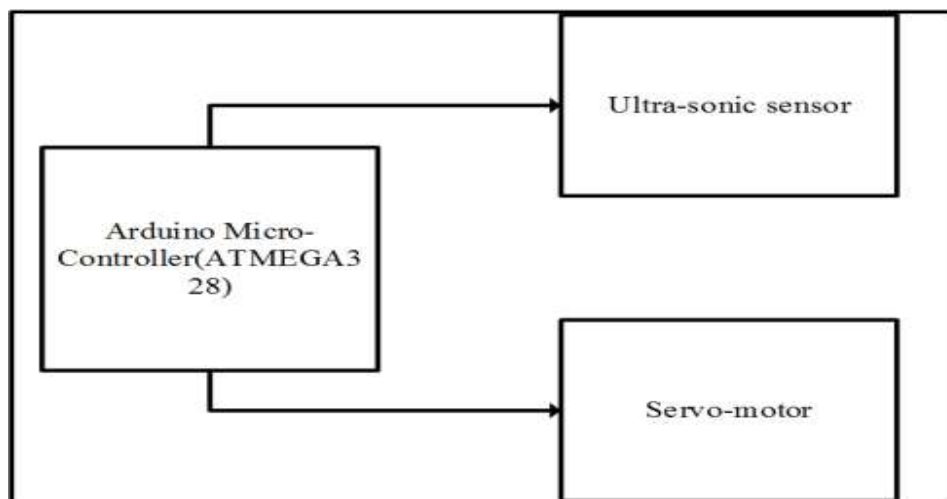 Ultra-sonic sensor
Arduino Micro-
Controller(ATMEGA3
28)
Servo-motor